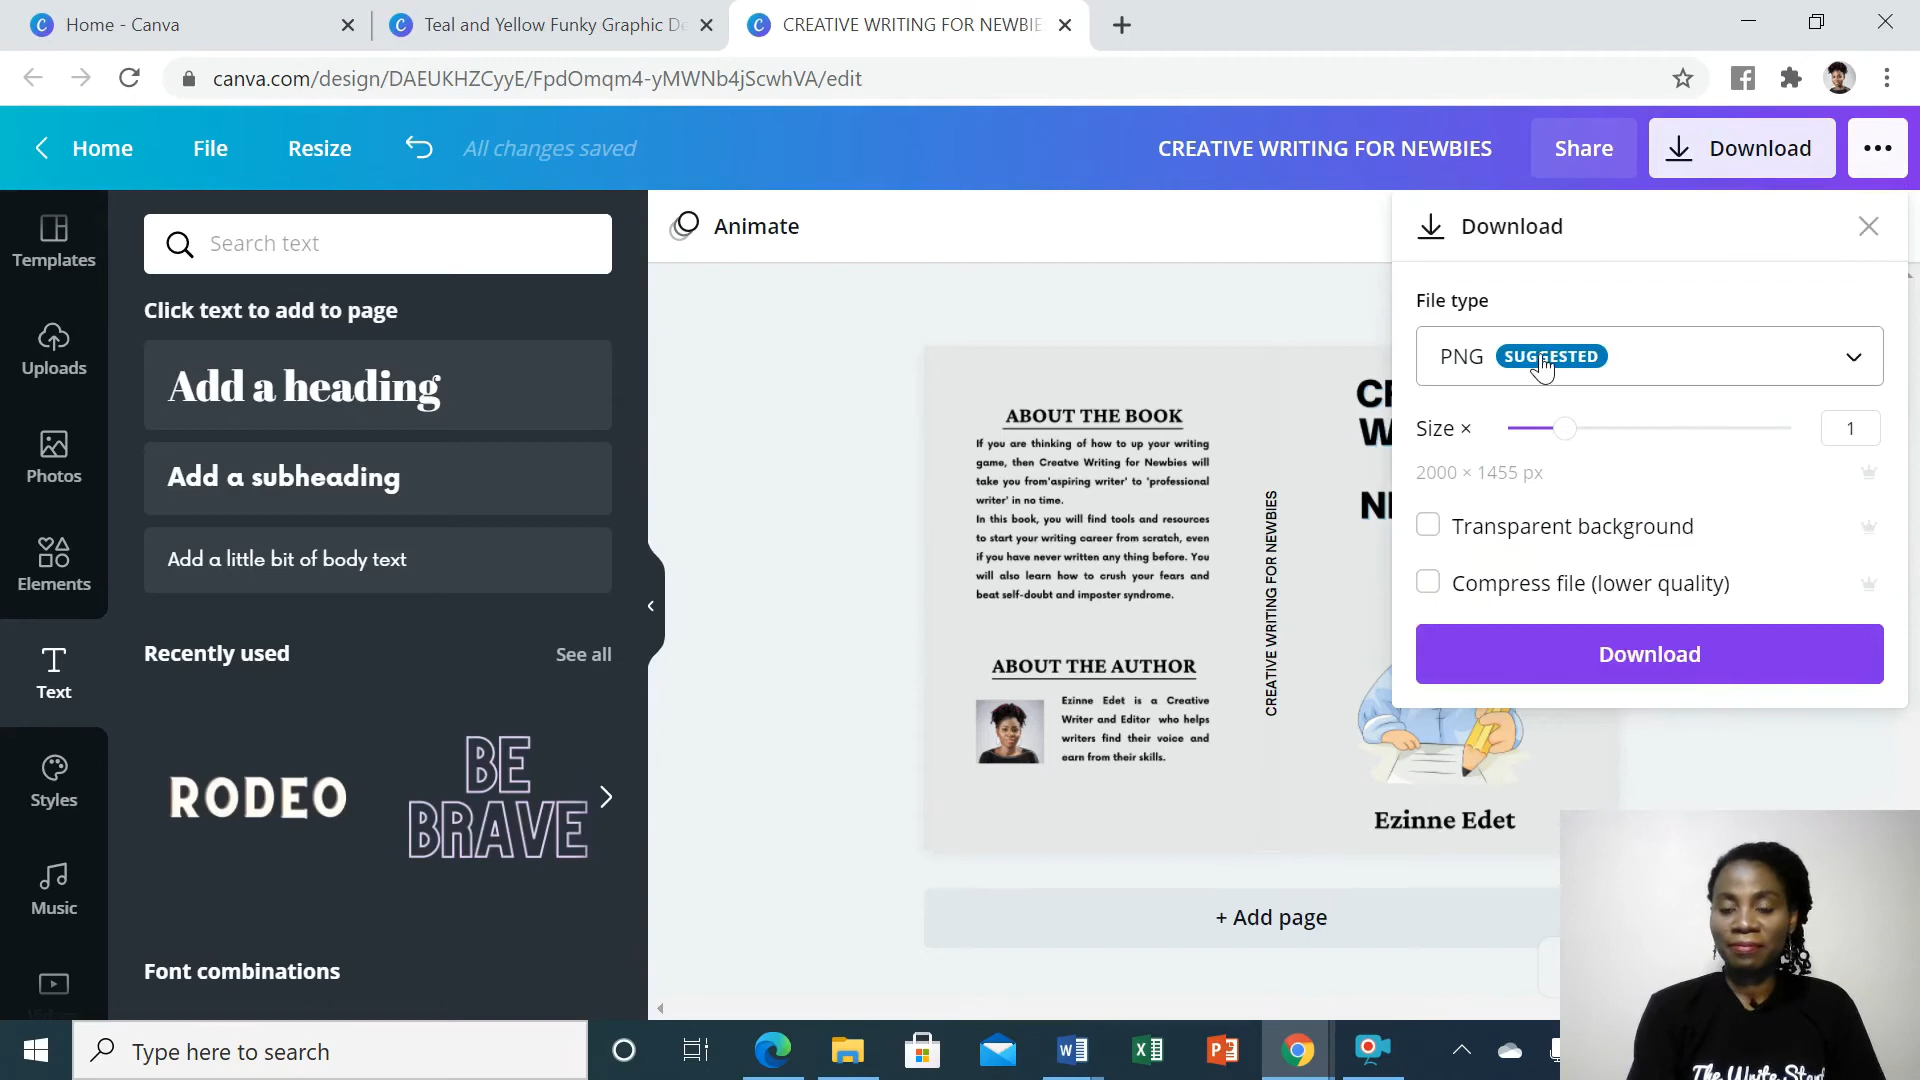 Home - Canva
Teal and Yellow Funky Graphic De
CREATIVE WRITING FOR NEWBIE
canva.com/design/DAEUKHZCyyE/FpdOmqm4-yMWNb4jScwhVA/edit
Home
File
Resize
All changes saved
CREATIVE WRITING FOR NEWBIES
Share
Download
Templates
Uploads
Photos
Elements
Text
Styles
Music
Search text
Click text to add to page
Add a heading
Add a subheading
Add a little bit of body text
Recently used
See all
RODEO
BE
BRAVE
Font combinations
Animate
ABOUT THE BOOK
If you are thinking of how to up your writing
game, then Creatve Writing for Newbies will
take you from'aspiring writer' to 'professional
writer' in no time.
In this book, you will find tools and resources
to start your writing career from scratch, even
if you have never written any thing before. You
will also learn how to crush your fears and
beat self-doubt and imposter syndrome.
ABOUT THE AUTHOR
Ezinne Edet is a Creative
Writer and Editor who helps
writers find their voice and
earn from their skills.
CREATIVE WRITING FOR NEWBIES
Ezinne Edet
+ Add page
Download
File type
PNG SUGGESTED
Size ×
1
2000 × 1455 px
Transparent background
Compress file (lower quality)
Download
Type here to search
The Write Start